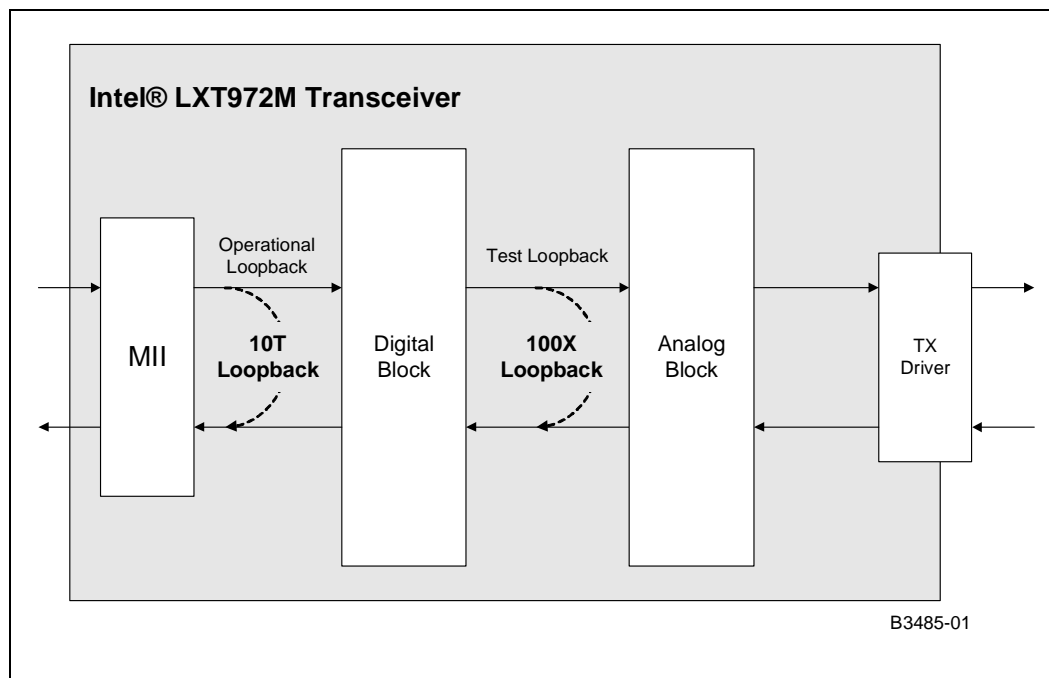 Intel® LXT972M Transceiver
Operational
Loopback
Test Loopback
MII
10T
Loopback
Digital
Block
100X
Loopback
Analog
Block
TX
Driver
B3485-01